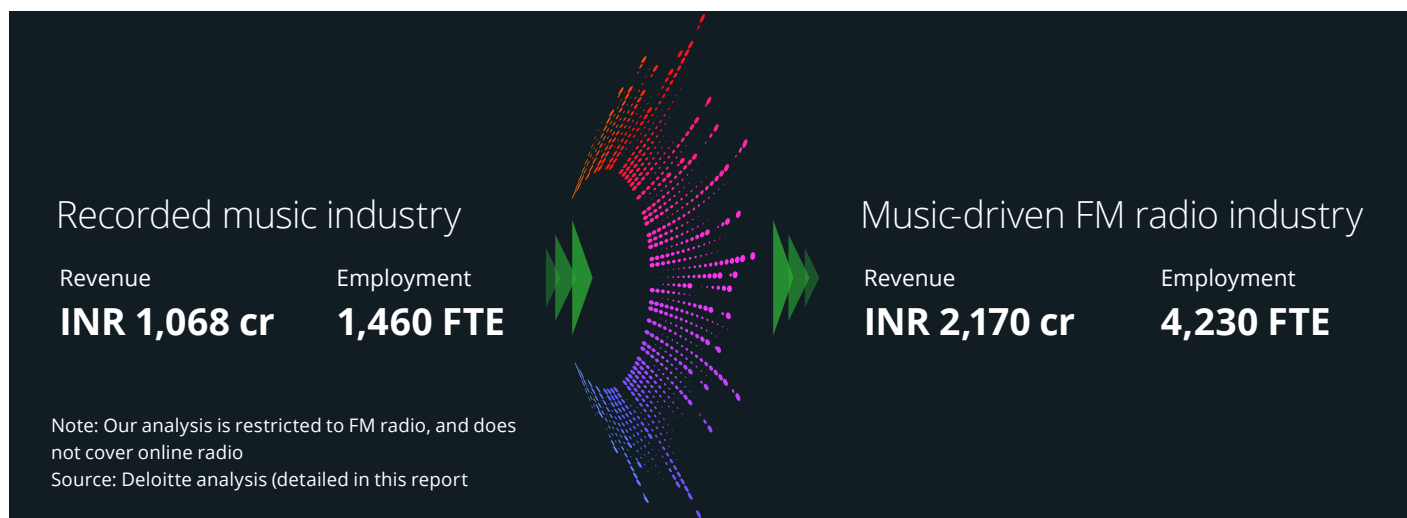 Recorded music industry
Revenue
INR 1,068 cr
Employment
1,460 FTE
Music-driven FM radio industry
Revenue
INR 2,170 cr
Employment
4,230 FTE
Note: Our analysis is restricted to FM radio, and does
not cover online radio
Source: Deloitte analysis (detailed in this report